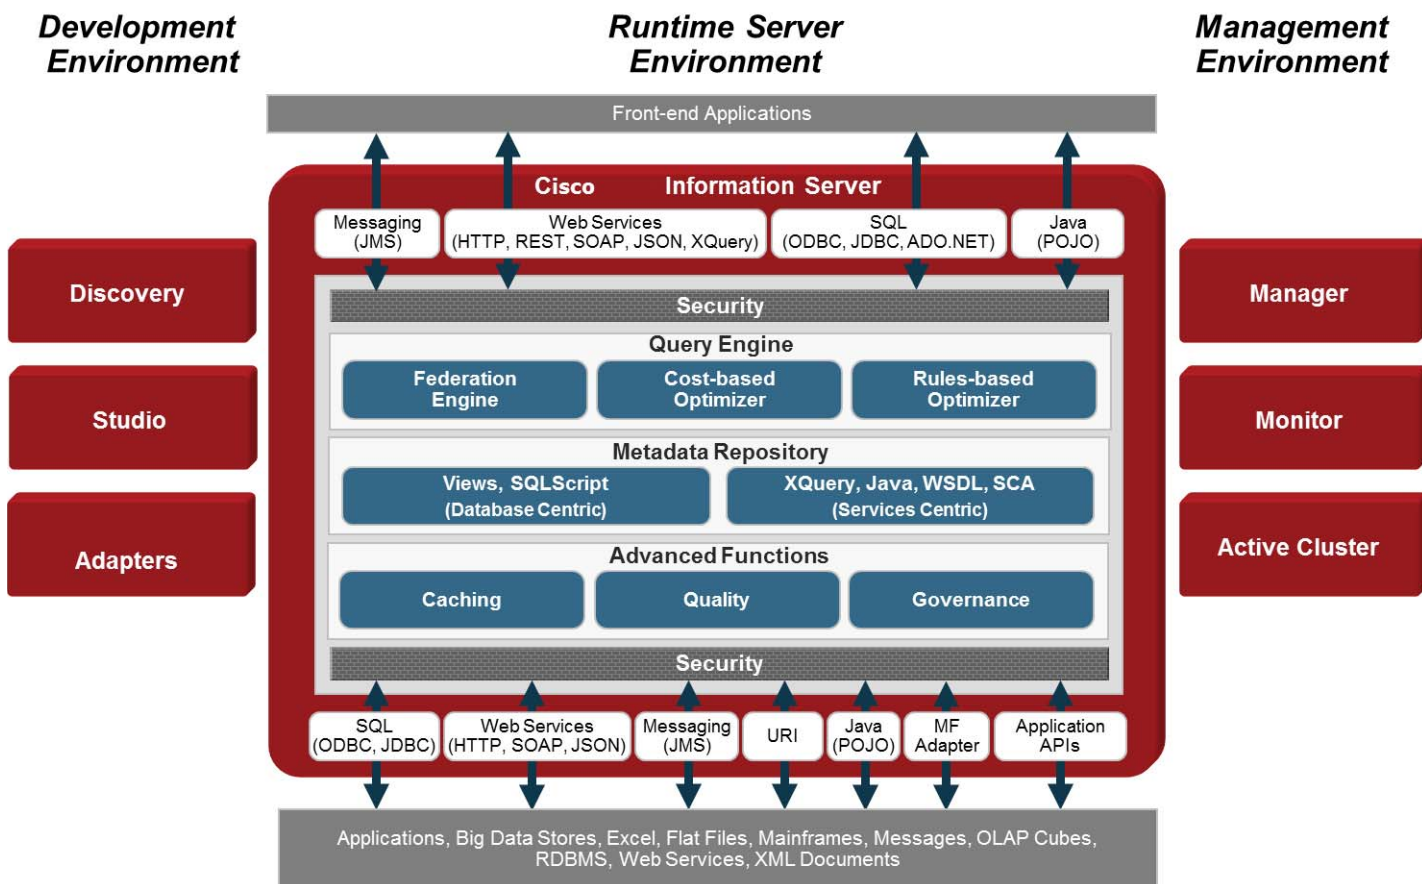 Development
Environment
Runtime Server
Environment
Management
Environment
Front-end Applications
Cisco Information Server
Messaging
(JMS)
Web Services
(HTTP, REST, SOAP, JSON, XQuery)
SQL
(ODBC, JDBC, ADO.NET)
Java
(POJO)
Discovery
Studio
Adapters
Security
Query Engine
Federation
Engine
Cost-based
Optimizer
Rules-based
Optimizer
Metadata Repository
Views, SQLScript
(Database Centric)
XQuery, Java, WSDL, SCA
(Services Centric)
Advanced Functions
Caching
Quality
Governance
Security
Manager
Monitor
Active Cluster
SQL
(ODBC, JDBC)
Web Services
(HTTP, SOAP, JSON)
Messaging
(JMS)
URI
Java
(POJO)
MF
Adapter
Application
APIs
Applications, Big Data Stores, Excel, Flat Files, Mainframes, Messages, OLAP Cubes,
RDBMS, Web Services, XML Documents